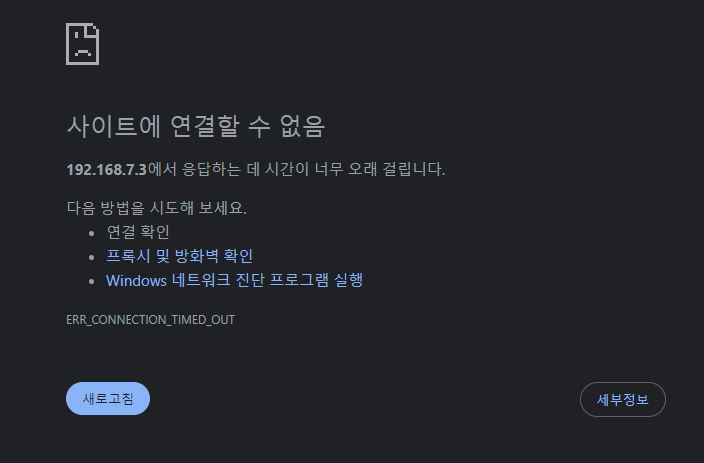 사이트에 연결할 수 없음
192.168.7.3에서 응답하는 데 시간이 너무 오래 걸립니다.
다음 방법을 시도해 보세요.
연결 확인
프록시 및 방화벽 확인
Windows 네트워크 진단 프로그램 실행
ERR_CONNECTION_TIMED_OUT
새로고침
세부정보